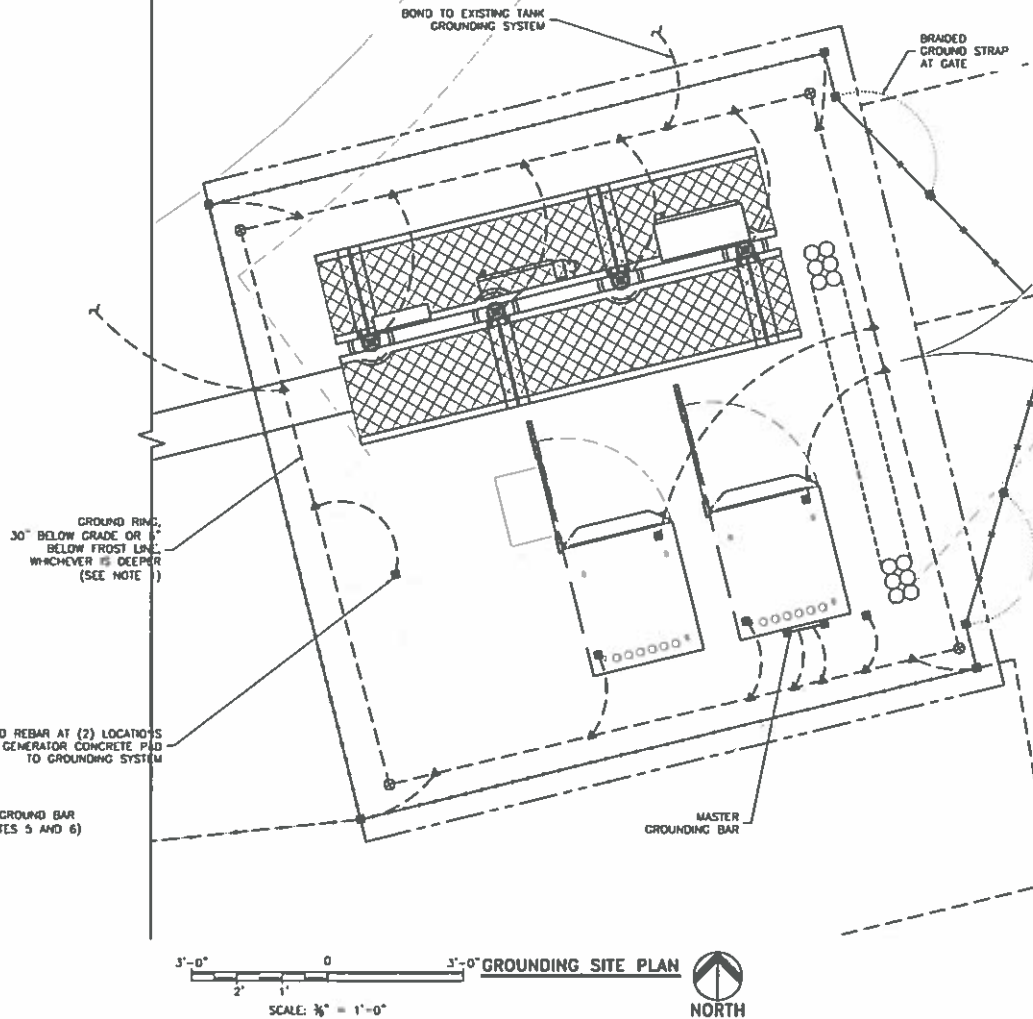 BOND TO EXISTING TANK
GROUNDING SYSTEM
BRAIDED
GROUND STRAP
AT GATE
GROUND RING,
30" BELOW GRADE OR 6"
BELOW FROST LINE,
WHICHEVER IS DEEPER
(SEE NOTE 1)
D REBAR AT (2) LOCATIONS
GENERATOR CONCRETE PAD
TO GROUNDING SYSTEM
GROUND BAR
TES 5 AND 6)
MASTER
GROUNDING BAR
3'-0" 0 3'-0"
2' 1'
SCALE: ⅜" = 1'-0"
GROUNDING SITE PLAN
NORTH